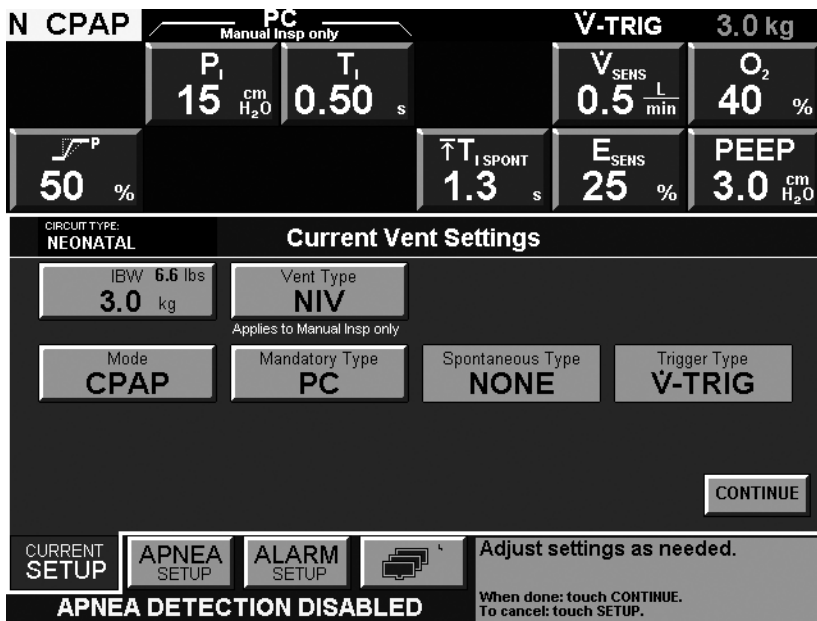 N CPAP PC V̇-TRIG 3.0 kg
Manual Insp only
PI TI V̇SENS O2
15 cm H2O 0.50 s 0.5 L/min 40 %
P ↑TI SPONT ESENS PEEP
50 % 1.3 s 25 % 3.0 cm H2O
CIRCUIT TYPE:
NEONATAL
Current Vent Settings
IBW 6.6 lbs Vent Type
3.0 kg NIV
Applies to Manual Insp only
Mode Mandatory Type Spontaneous Type Trigger Type
CPAP PC NONE V̇-TRIG
CONTINUE
CURRENT SETUP
APNEA SETUP
ALARM SETUP
Adjust settings as needed.
When done: touch CONTINUE.
To cancel: touch SETUP.
APNEA DETECTION DISABLED